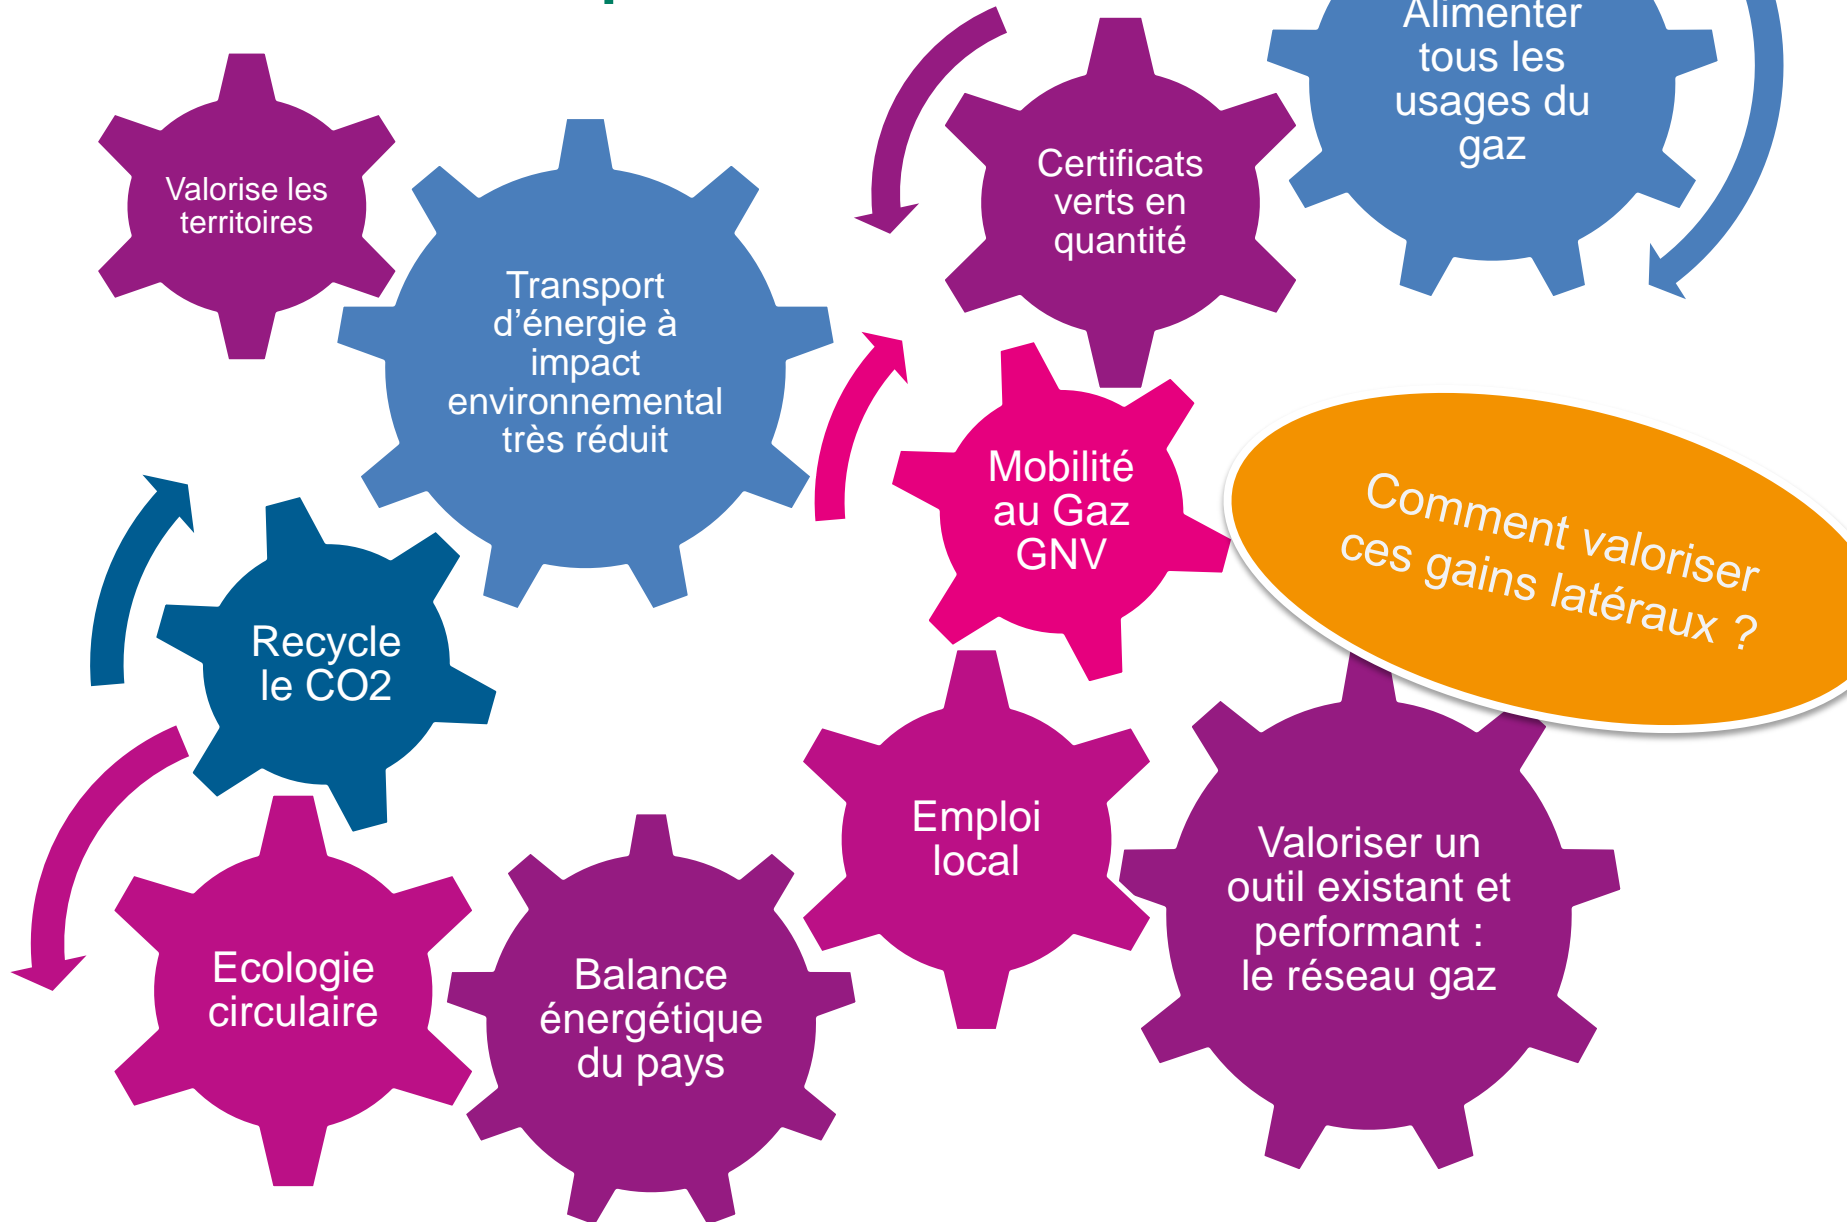 Alimenter
tous les
usages du
gaz
Valorise les
territoires
Certificats
verts en
quantité
Transport
d’énergie à
impact
environnemental
très réduit
Mobilité
au Gaz
GNV
Comment valoriser
ces gains latéraux ?
Recycle
le CO2
Emploi
local
Valoriser un
outil existant et
performant :
le réseau gaz
Ecologie
circulaire
Balance
énergétique
du pays